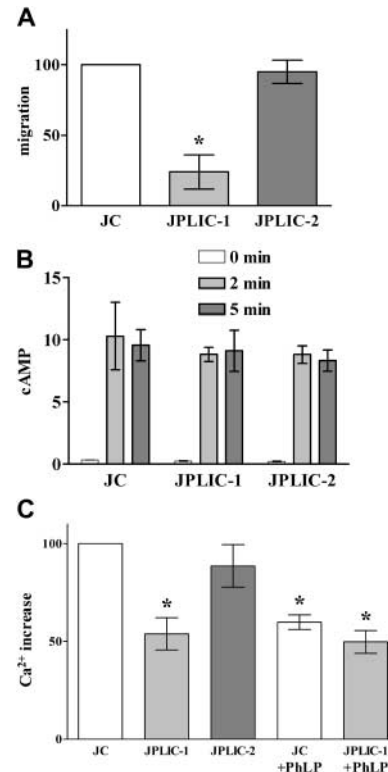 A
100
50
0
migration
*
JC JPLIC-1 JPLIC-2
B
0 min
2 min
5 min
15
10
5
0
cAMP
JC JPLIC-1 JPLIC-2
C
100
50
0
Ca²⁺ increase
* * *
JC JPLIC-1 JPLIC-2 JC JPLIC-1
+PhLP +PhLP